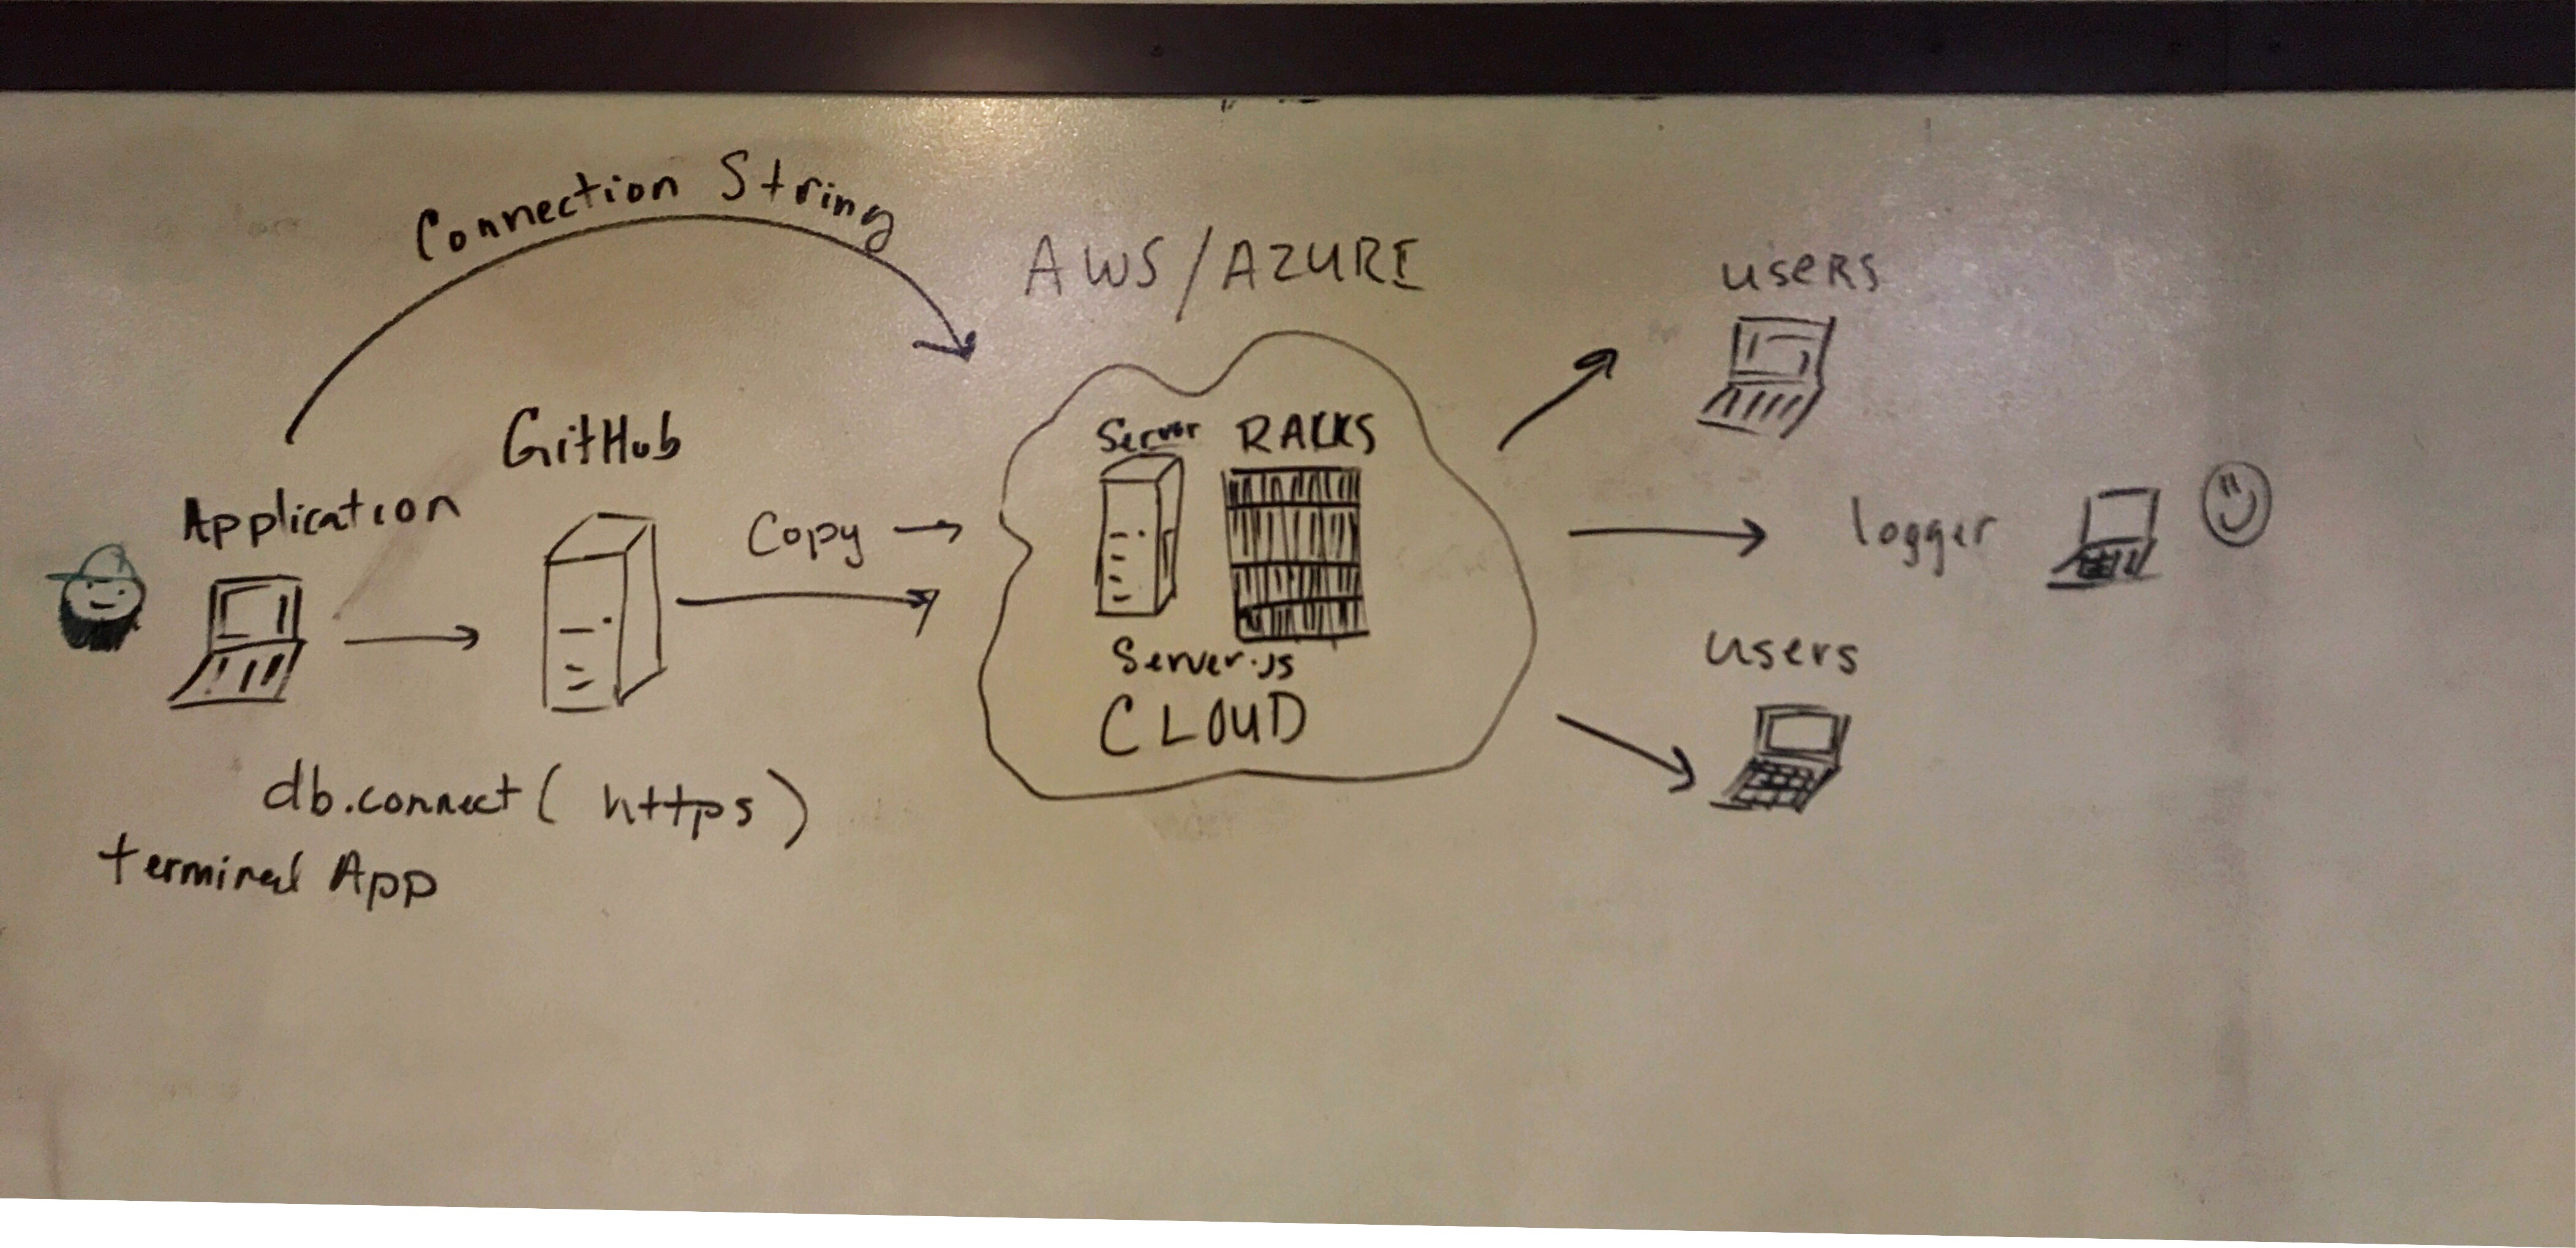 Connection String
AWS/AZURE
users
GitHub
Application
Copy
Server RACKS
logger
Server.js
CLOUD
users
db.connect( https )
terminal App